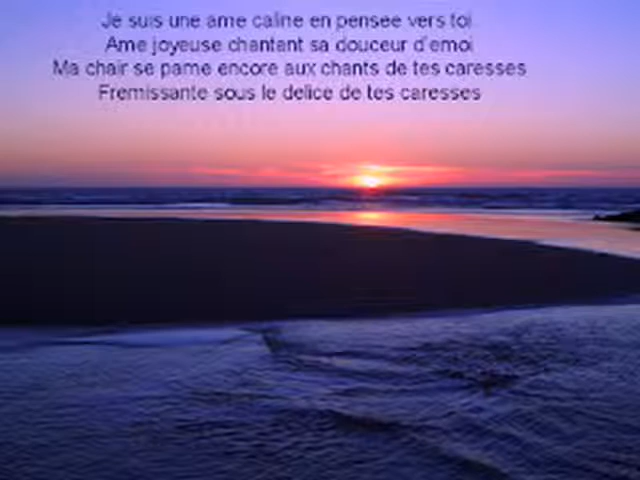 Je suis une ame caline en pensee vers toi
Ame joyeuse chantant sa douceur d'emoi
Ma chair se pame encore aux chants de tes caresses
Fremissante sous le delice de tes caresses